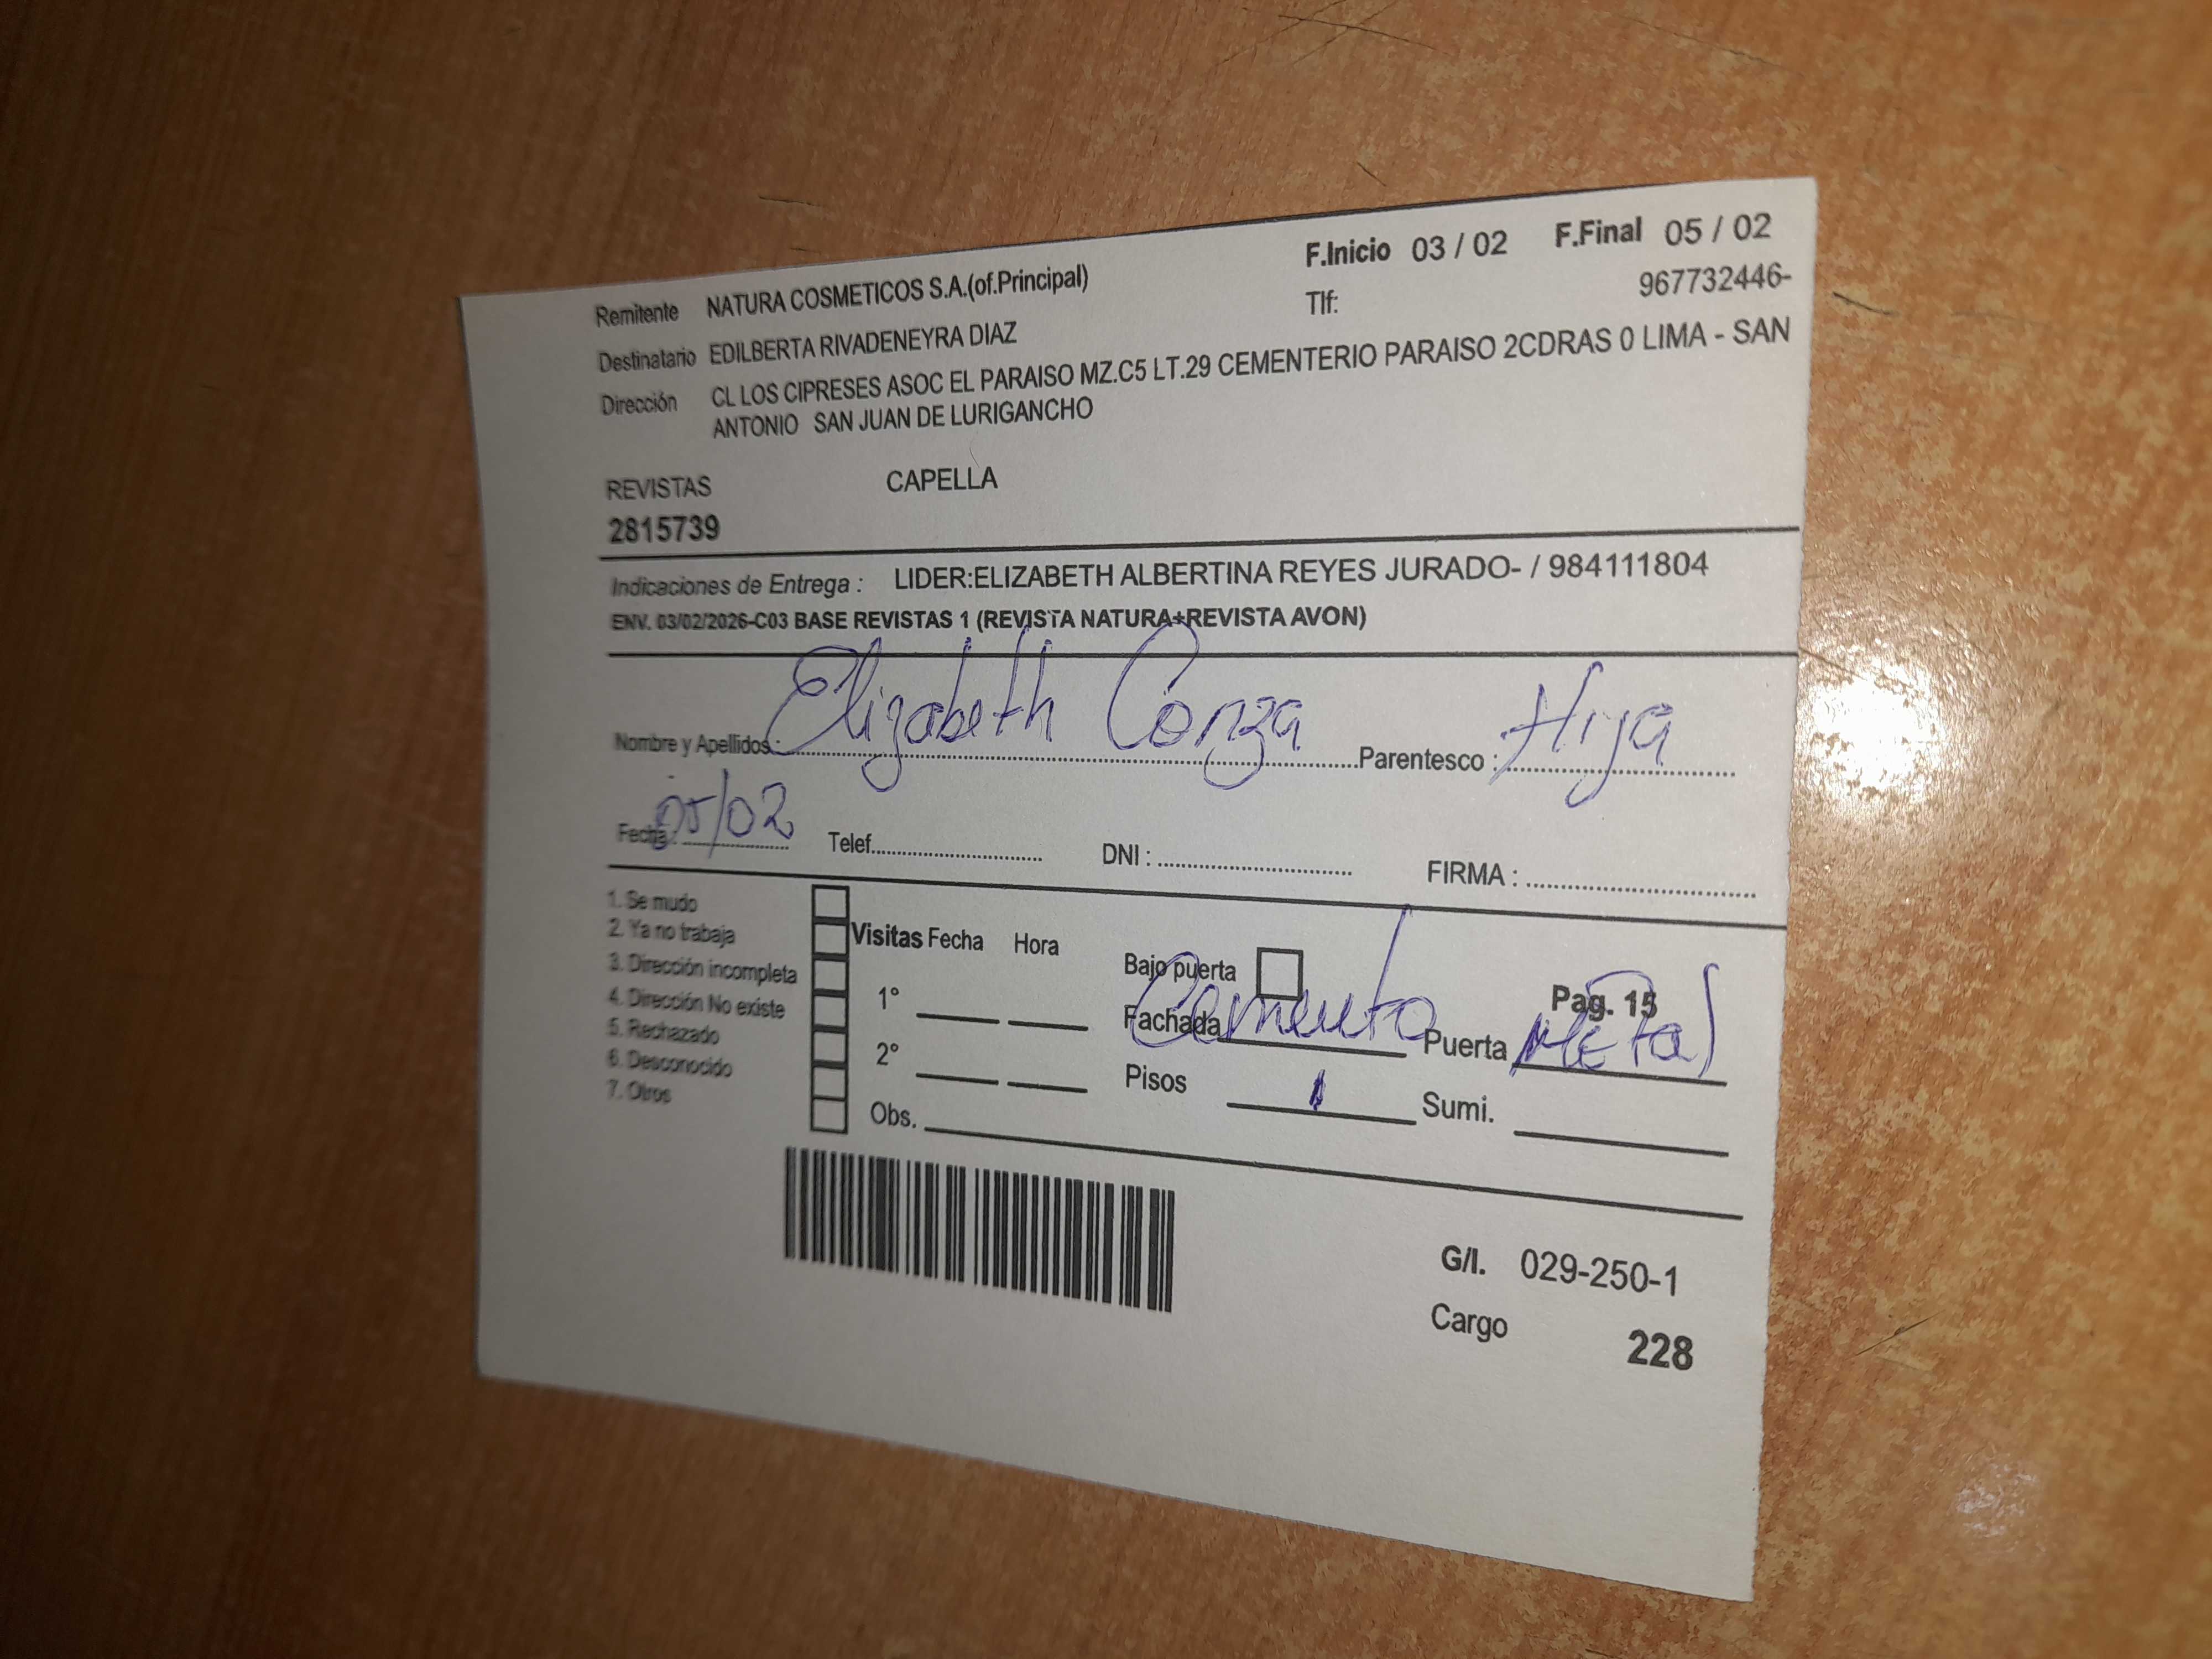 F.Inicio 03 / 02 F.Final 05 / 02
Remitente NATURA COSMETICOS S.A.(of.Principal) Tlf: 967732446-
Destinatario EDILBERTA RIVADENEYRA DIAZ
Dirección CL LOS CIPRESES ASOC EL PARAISO MZ.C5 LT.29 CEMENTERIO PARAISO 2CDRAS 0 LIMA - SAN
ANTONIO SAN JUAN DE LURIGANCHO
REVISTAS CAPELLA
2815739
Indicaciones de Entrega : LIDER:ELIZABETH ALBERTINA REYES JURADO- / 984111804
ENV. 03/02/2026-C03 BASE REVISTAS 1 (REVISTA NATURA+REVISTA AVON)
Nombre y Apellidos : Elizabeth Conza Parentesco : Hija
Fecha : 05/02 Telef. DNI : FIRMA :
1. Se mudo
2. Ya no trabaja
3. Dirección incompleta
4. Dirección No existe
5. Rechazado
6. Desconocido
7. Otros
Visitas Fecha Hora
1°
2°
Obs.
Bajo puerta Pag. 15
Fachada Cemento Puerta Metal
Pisos 1 Sumi.
G/I. 029-250-1
Cargo 228